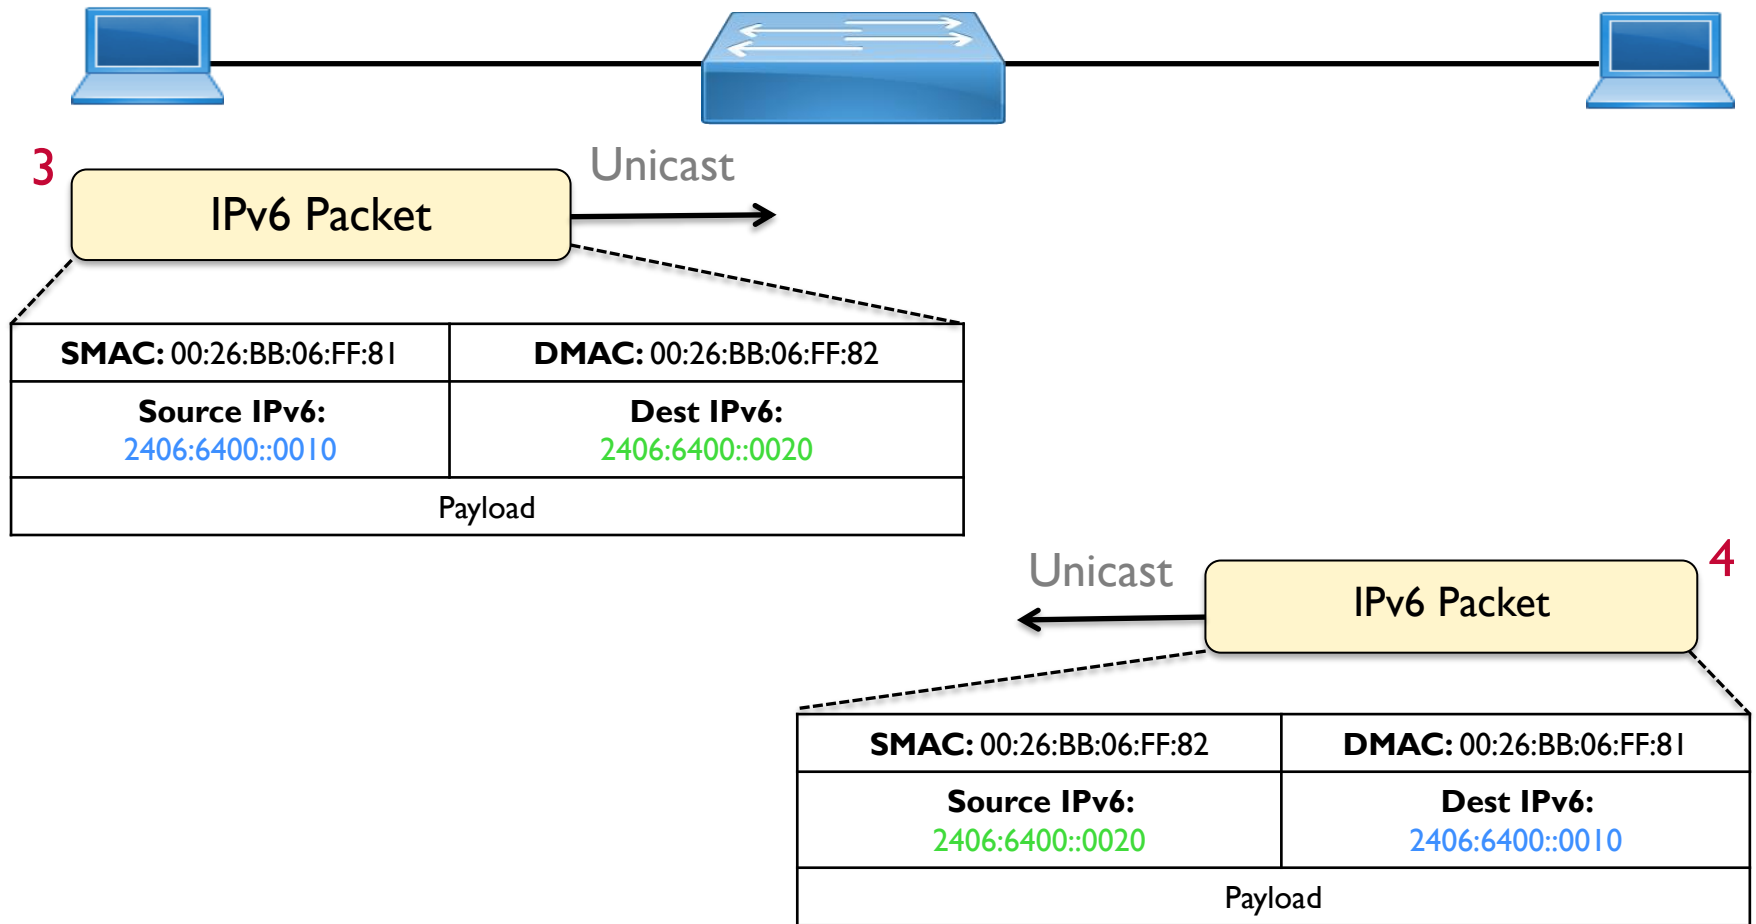 3
Unicast
IPv6 Packet
SMAC: 00:26:BB:06:FF:81
DMAC: 00:26:BB:06:FF:82
Source IPv6:
2406:6400::0010
Dest IPv6:
2406:6400::0020
Payload
Unicast
4
IPv6 Packet
SMAC: 00:26:BB:06:FF:82
DMAC: 00:26:BB:06:FF:81
Source IPv6:
2406:6400::0020
Dest IPv6:
2406:6400::0010
Payload